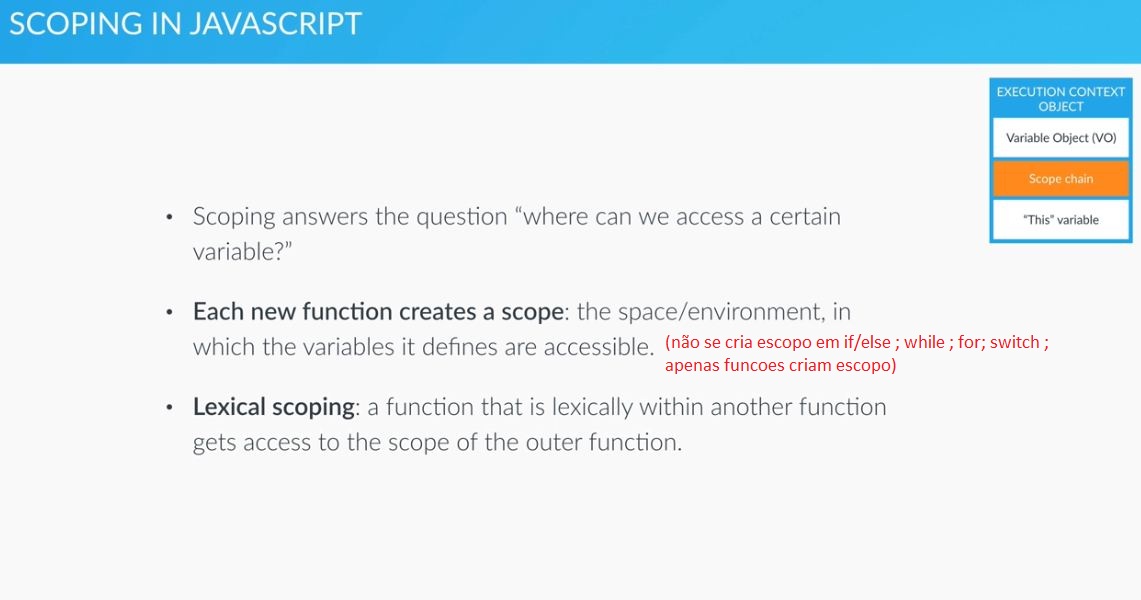 SCOPING IN JAVASCRIPT
EXECUTION CONTEXT
OBJECT
Variable Object (VO)
Scope chain
“This” variable
• Scoping answers the question “where can we access a certain
variable?”
• Each new function creates a scope: the space/environment, in
which the variables it defines are accessible. (não se cria escopo em if/else ; while ; for; switch ;
apenas funcoes criam escopo)
• Lexical scoping: a function that is lexically within another function
gets access to the scope of the outer function.